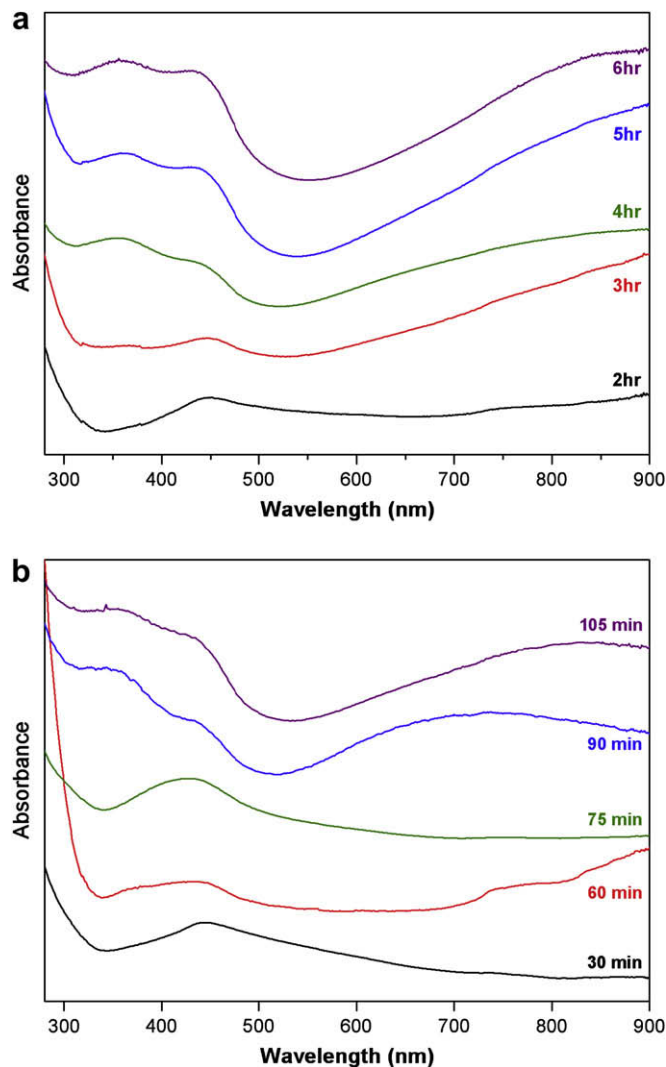 a
Absorbance
6hr
5hr
4hr
3hr
2hr
300 400 500 600 700 800 900
Wavelength (nm)
b
Absorbance
105 min
90 min
75 min
60 min
30 min
300 400 500 600 700 800 900
Wavelength (nm)